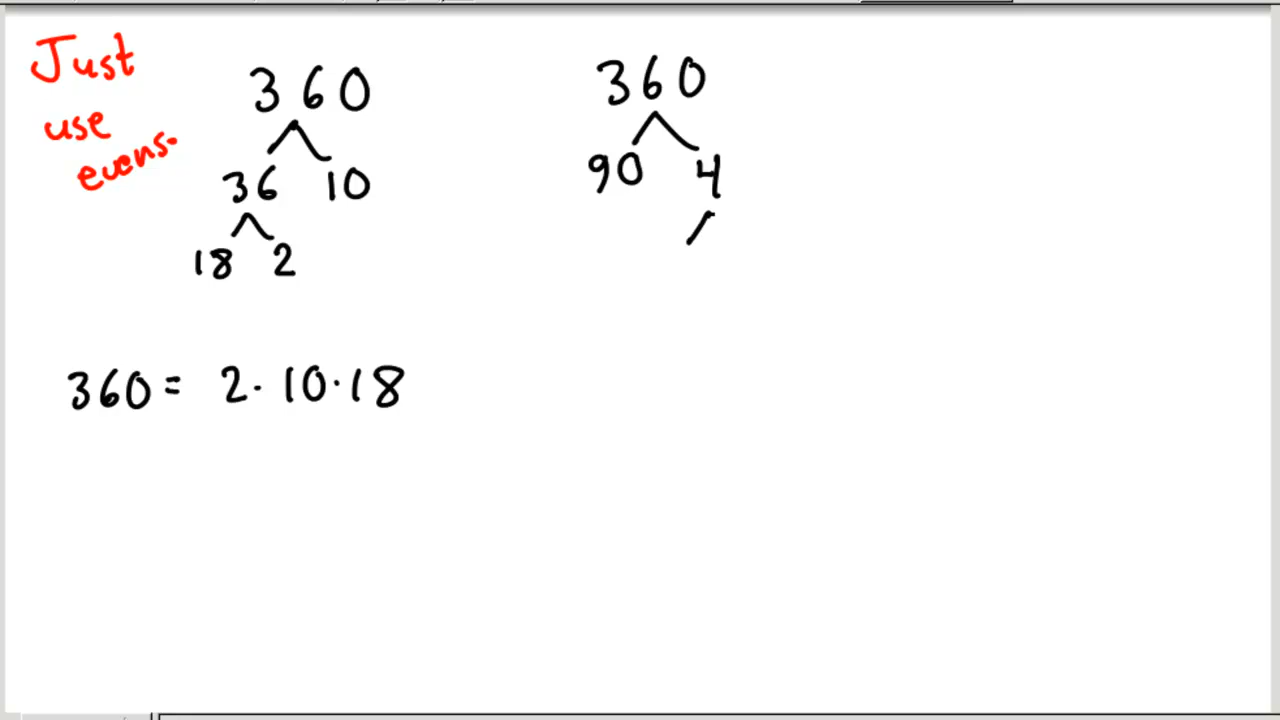 Just
use
evens.
360
36 10
18 2
360 = 2 · 10 · 18
360
90 4